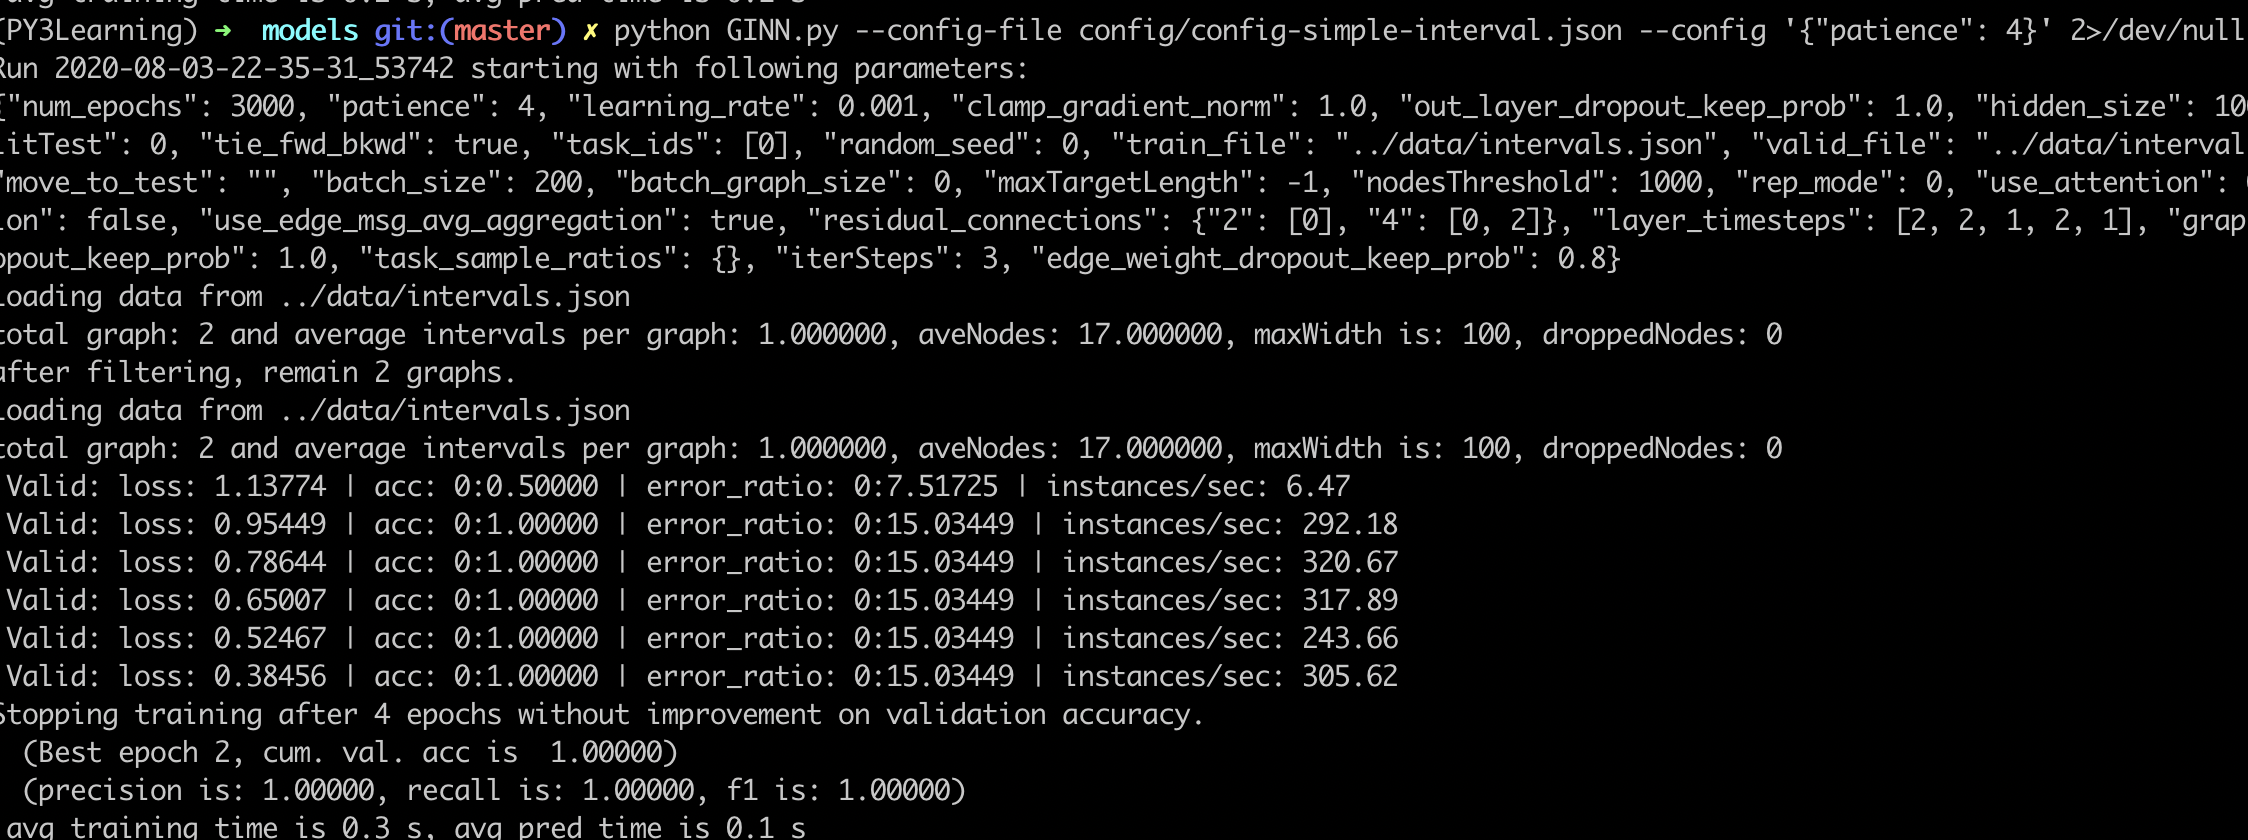 avg training time is 0.2 s, avg pred time is 0.1 s
(PY3Learning) ➜  models git:(master) ✗ python GINN.py --config-file config/config-simple-interval.json --config '{"patience": 4}' 2>/dev/null
Run 2020-08-03-22-35-31_53742 starting with following parameters:
{"num_epochs": 3000, "patience": 4, "learning_rate": 0.001, "clamp_gradient_norm": 1.0, "out_layer_dropout_keep_prob": 1.0, "hidden_size": 10
litTest": 0, "tie_fwd_bkwd": true, "task_ids": [0], "random_seed": 0, "train_file": "../data/intervals.json", "valid_file": "../data/interval
"move_to_test": "", "batch_size": 200, "batch_graph_size": 0, "maxTargetLength": -1, "nodesThreshold": 1000, "rep_mode": 0, "use_attention":
ion": false, "use_edge_msg_avg_aggregation": true, "residual_connections": {"2": [0], "4": [0, 2]}, "layer_timesteps": [2, 2, 1, 2, 1], "grap
opout_keep_prob": 1.0, "task_sample_ratios": {}, "iterSteps": 3, "edge_weight_dropout_keep_prob": 0.8}
Loading data from ../data/intervals.json
total graph: 2 and average intervals per graph: 1.000000, aveNodes: 17.000000, maxWidth is: 100, droppedNodes: 0
after filtering, remain 2 graphs.
Loading data from ../data/intervals.json
total graph: 2 and average intervals per graph: 1.000000, aveNodes: 17.000000, maxWidth is: 100, droppedNodes: 0
Valid: loss: 1.13774 | acc: 0:0.50000 | error_ratio: 0:7.51725 | instances/sec: 6.47
Valid: loss: 0.95449 | acc: 0:1.00000 | error_ratio: 0:15.03449 | instances/sec: 292.18
Valid: loss: 0.78644 | acc: 0:1.00000 | error_ratio: 0:15.03449 | instances/sec: 320.67
Valid: loss: 0.65007 | acc: 0:1.00000 | error_ratio: 0:15.03449 | instances/sec: 317.89
Valid: loss: 0.52467 | acc: 0:1.00000 | error_ratio: 0:15.03449 | instances/sec: 243.66
Valid: loss: 0.38456 | acc: 0:1.00000 | error_ratio: 0:15.03449 | instances/sec: 305.62
Stopping training after 4 epochs without improvement on validation accuracy.
(Best epoch 2, cum. val. acc is  1.00000)
(precision is: 1.00000, recall is: 1.00000, f1 is: 1.00000)
avg training time is 0.3 s, avg pred time is 0.1 s